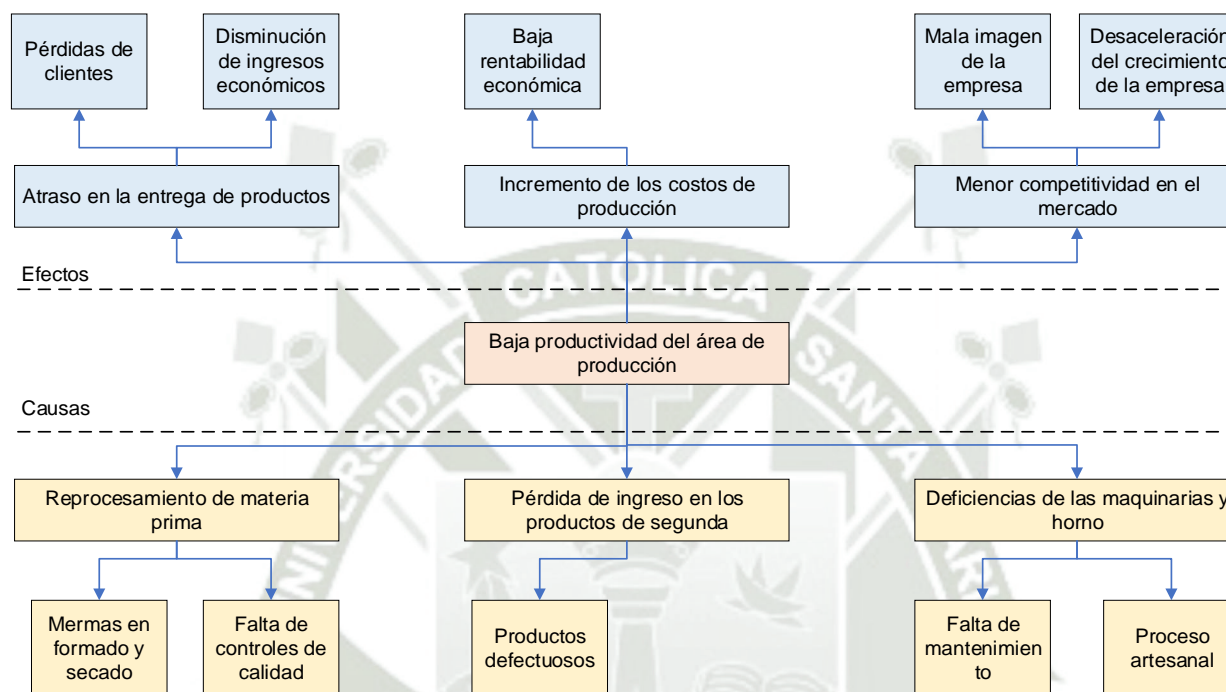 Pérdidas de
clientes
Disminución
de ingresos
económicos
Baja
rentabilidad
económica
Mala imagen
de la
empresa
Desaceleración
del crecimiento
de la empresa
Atraso en la entrega de productos
Incremento de los costos de
producción
Menor competitividad en el
mercado
Efectos
Baja productividad del área de
producción
Causas
Reprocesamiento de materia
prima
Pérdida de ingreso en los
productos de segunda
Deficiencias de las maquinarias y
horno
Mermas en
formado y
secado
Falta de
controles de
calidad
Productos
defectuosos
Falta de
mantenimien
to
Proceso
artesanal
CATOLICA
SANTA